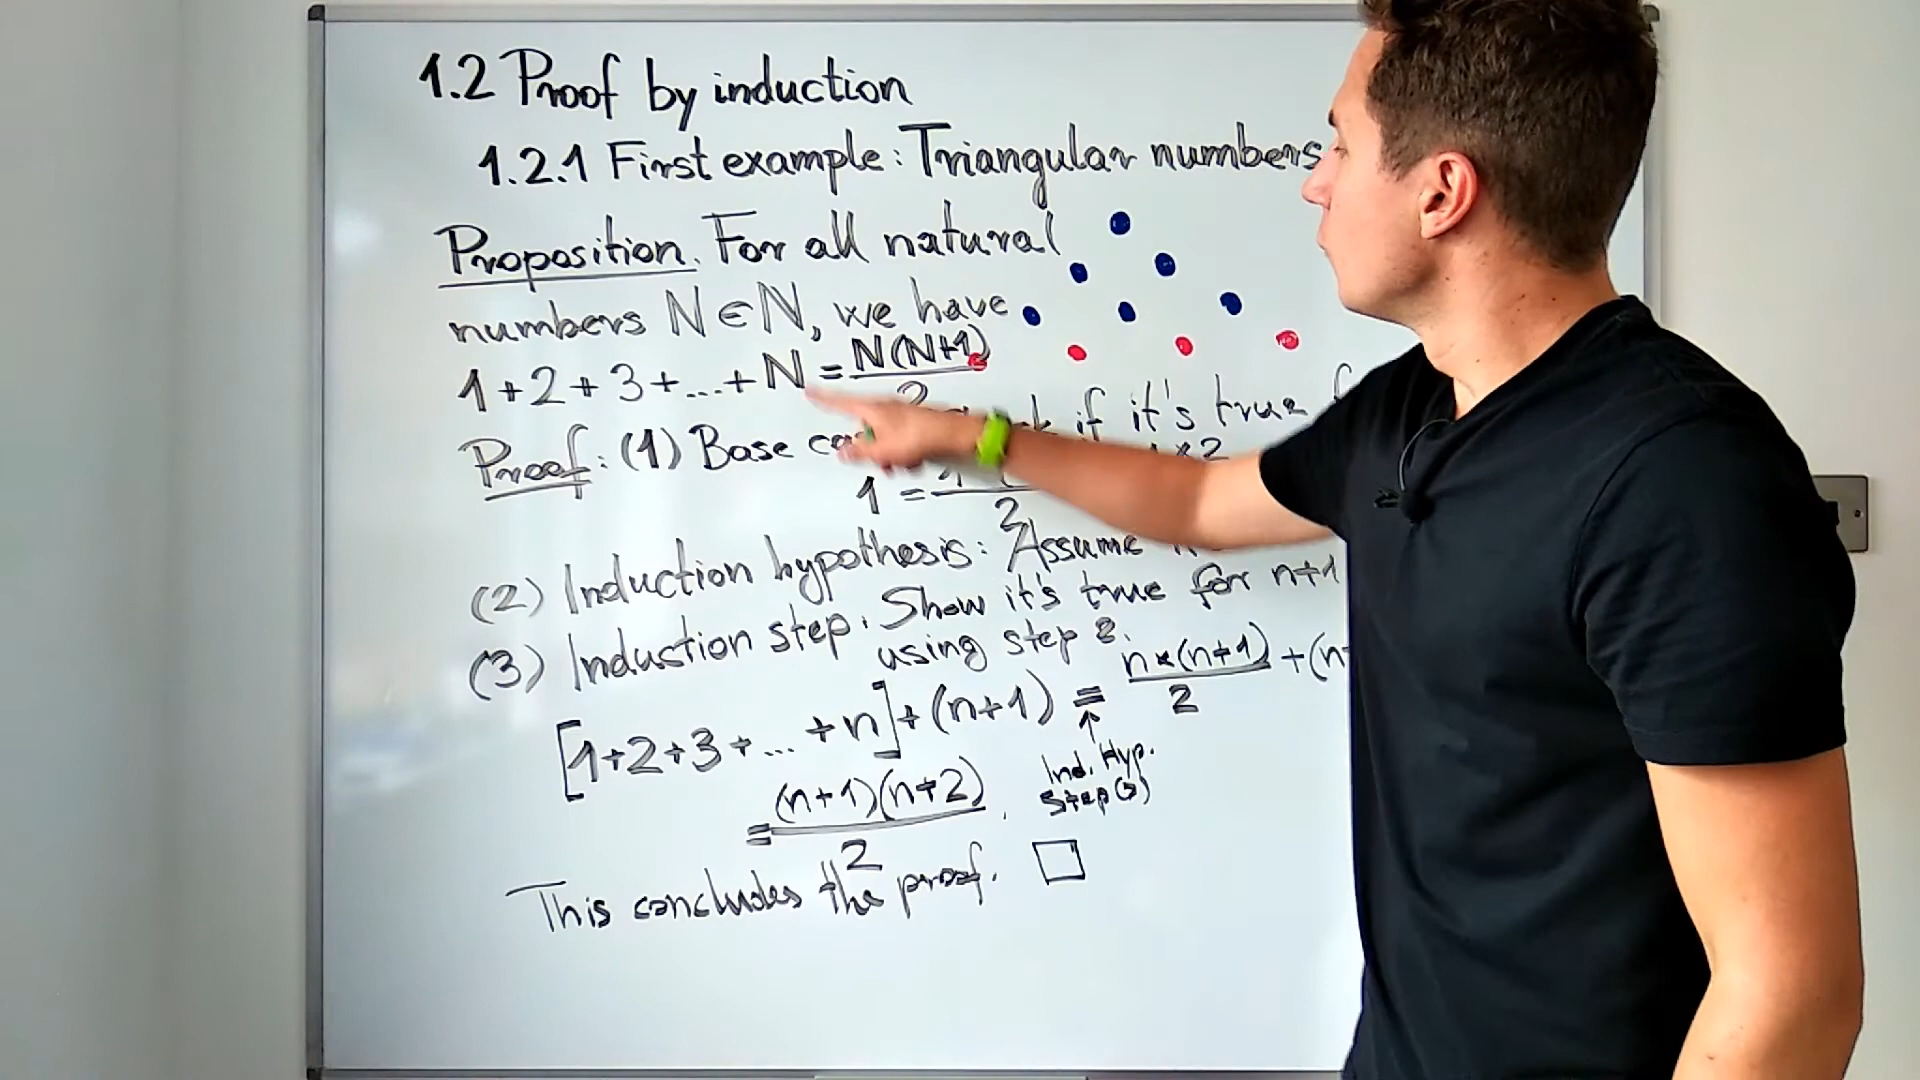 1.2 Proof by induction
1.2.1 First example: Triangular numbers
Proposition. For all natural
numbers N ∈ ℕ, we have
1+2+3+...+N = N(N+1)/2
Proof: (1) Base if it's true
1 = 2
(2) Induction hypothesis: Assume
(3) Induction step. Show it's true for n+1
using step 2.
[1+2+3+...+n]+(n+1) = n×(n+1)/2 +(n
Ind. Hyp.
Step(2)
= (n+1)(n+2)/2.
This concludes the proof. □